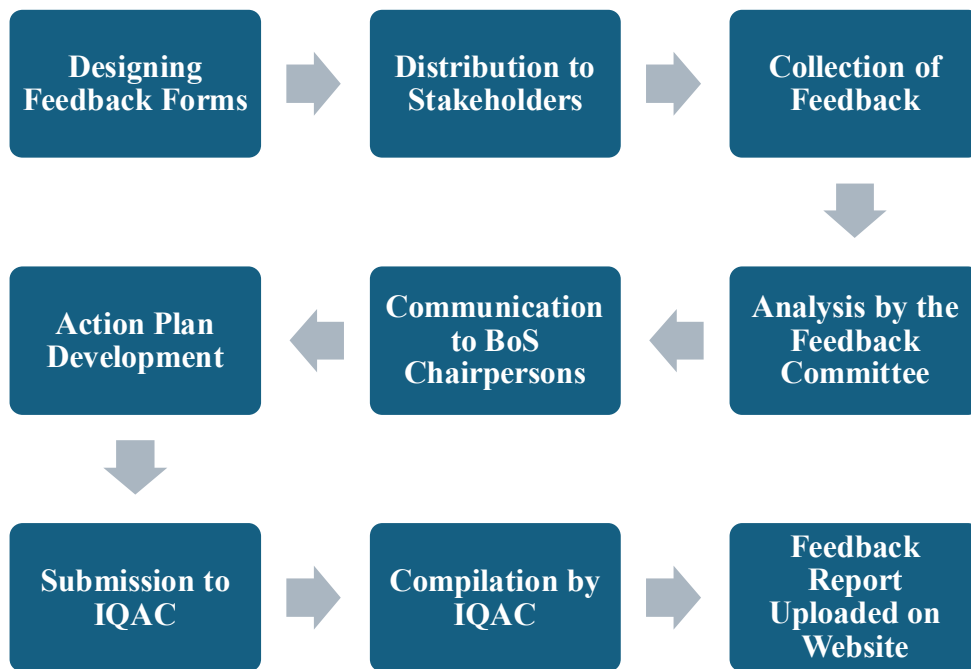 Designing
Feedback Forms
Distribution to
Stakeholders
Collection of
Feedback
Analysis by the
Feedback
Committee
Communication
to BoS
Chairpersons
Action Plan
Development
Submission to
IQAC
Compilation by
IQAC
Feedback
Report
Uploaded on
Website